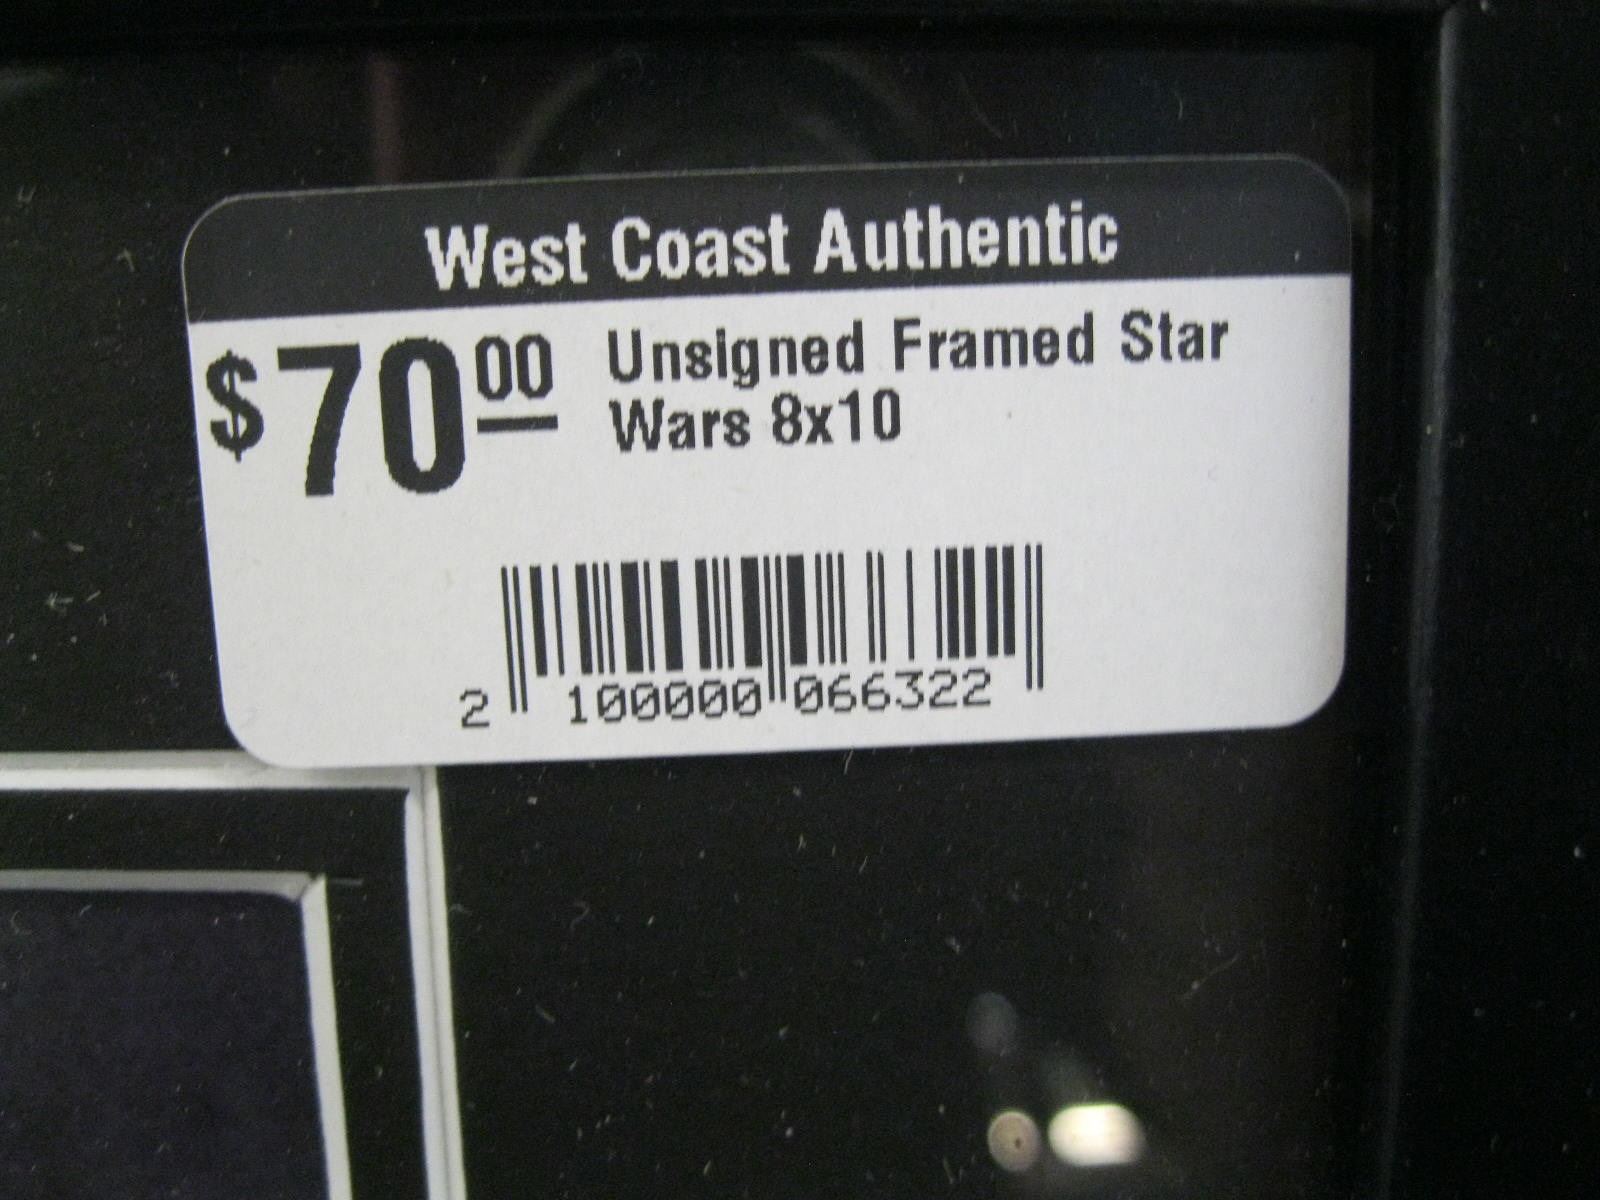 West Coast Authentic
$70.00 Unsigned Framed Star
Wars 8x10
2 100000 066322